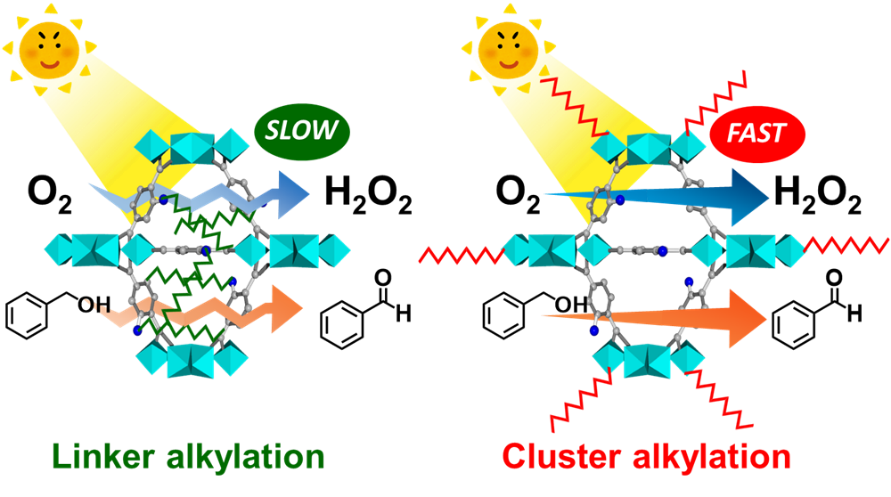 SLOW
O2
H2O2
OH
O
H
Linker alkylation
FAST
O2
H2O2
OH
O
H
Cluster alkylation